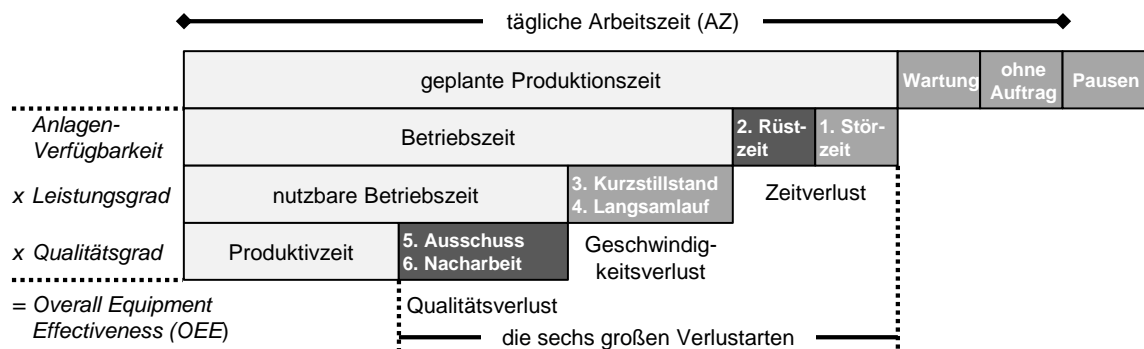 tägliche Arbeitszeit (AZ)
geplante Produktionszeit
Wartung
ohne
Auftrag
Pausen
Anlagen-
Verfügbarkeit
Betriebszeit
2. Rüst-
zeit
1. Stör-
zeit
x Leistungsgrad
nutzbare Betriebszeit
3. Kurzstillstand
4. Langsamlauf
Zeitverlust
x Qualitätsgrad
Produktivzeit
5. Ausschuss
6. Nacharbeit
Geschwindig-
keitsverlust
= Overall Equipment
Effectiveness (OEE)
Qualitätsverlust
die sechs großen Verlustarten